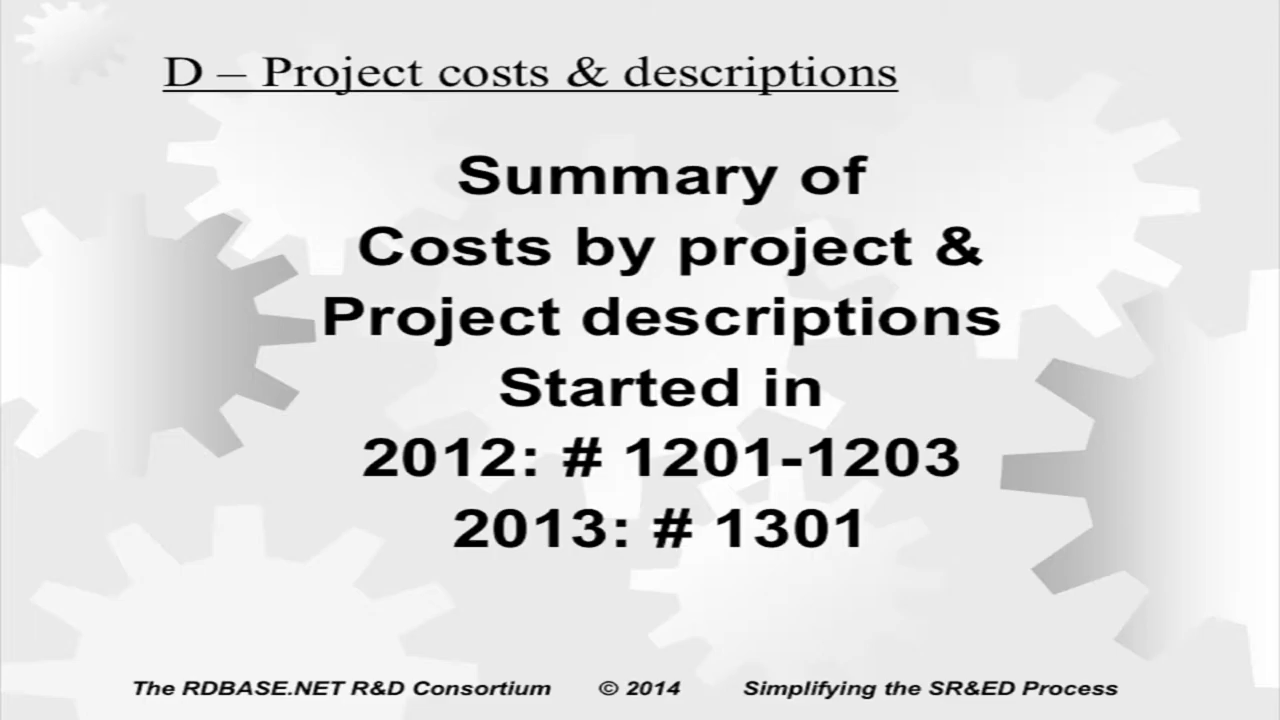 D – Project costs & descriptions
Summary of
Costs by project &
Project descriptions
Started in
2012: # 1201-1203
2013: # 1301
The RDBASE.NET R&D Consortium © 2014 Simplifying the SR&ED Process